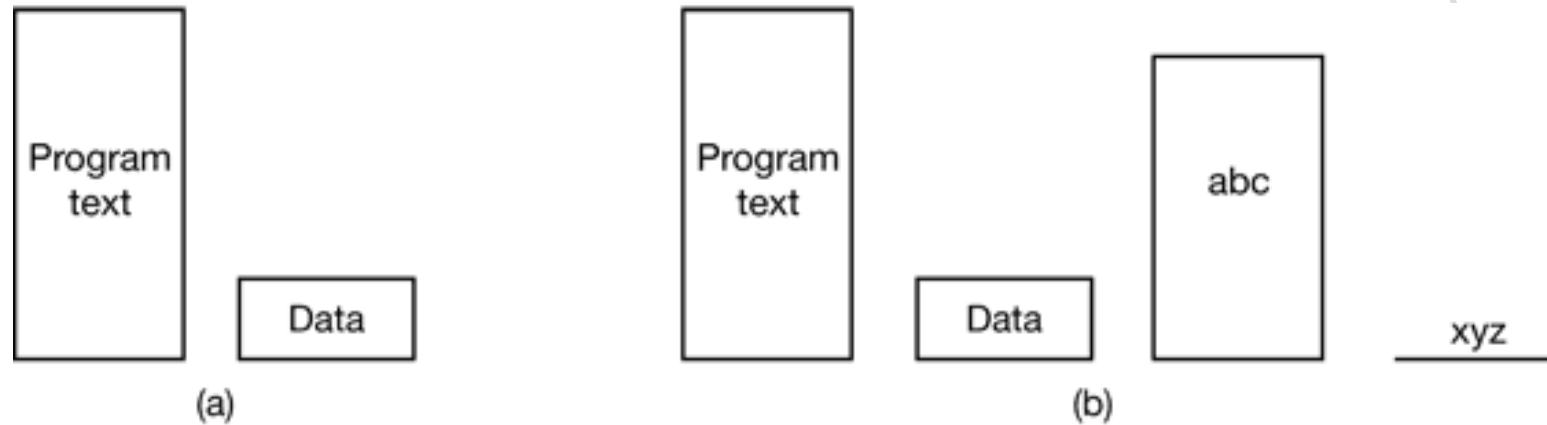 Program
text
Data
(a)
Program
text
Data
abc
xyz
(b)